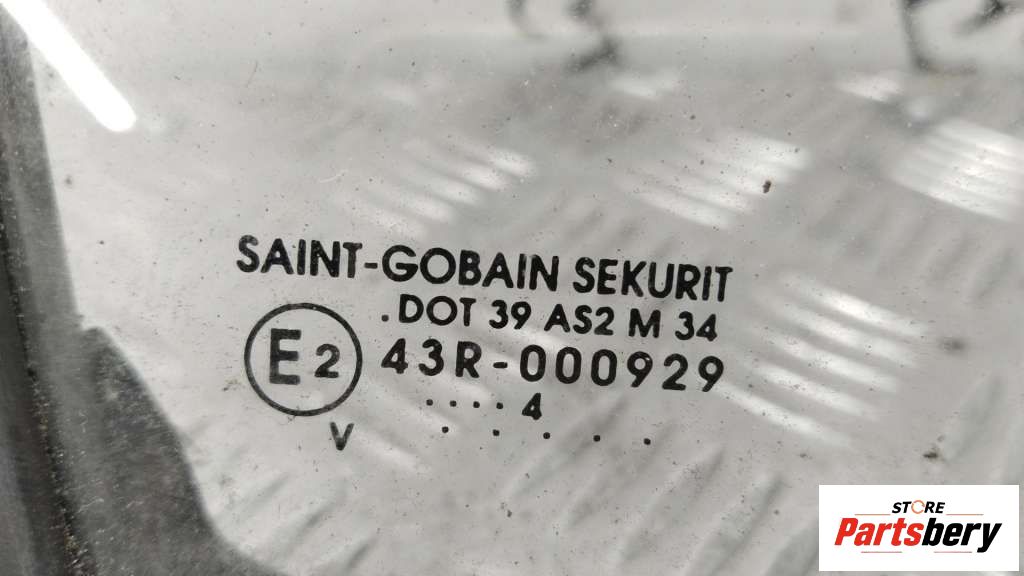 SAINT-GOBAIN SEKURIT
.DOT 39 AS2 M 34
E2
43R-000929
....4
V
. . . . .
STORE
Partsbery